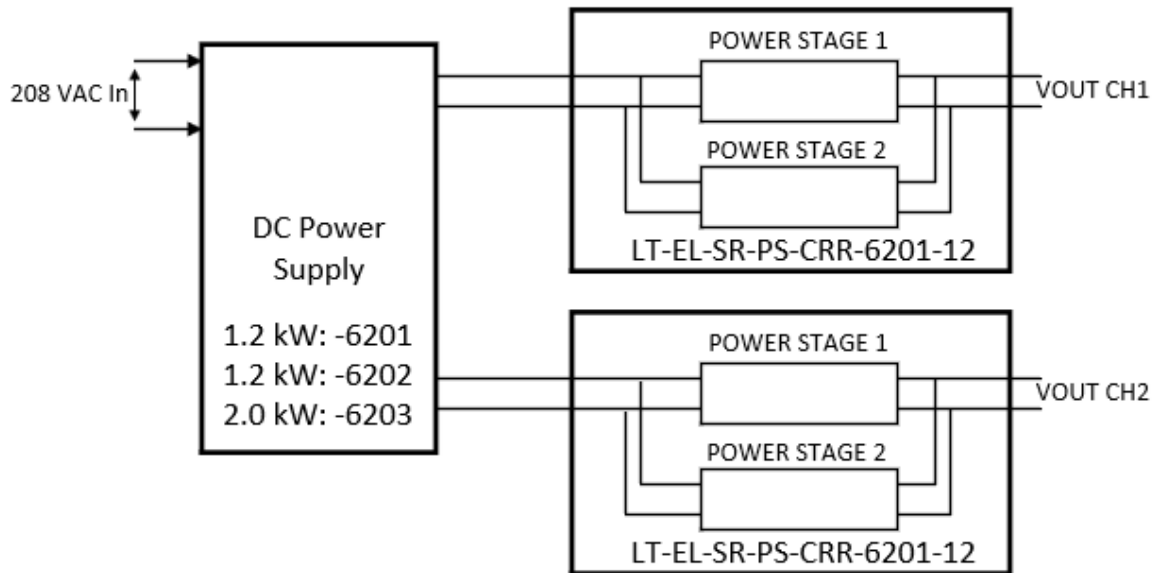 208 VAC In
DC Power
Supply
1.2 kW: -6201
1.2 kW: -6202
2.0 kW: -6203
POWER STAGE 1
POWER STAGE 2
LT-EL-SR-PS-CRR-6201-12
VOUT CH1
POWER STAGE 1
POWER STAGE 2
LT-EL-SR-PS-CRR-6201-12
VOUT CH2